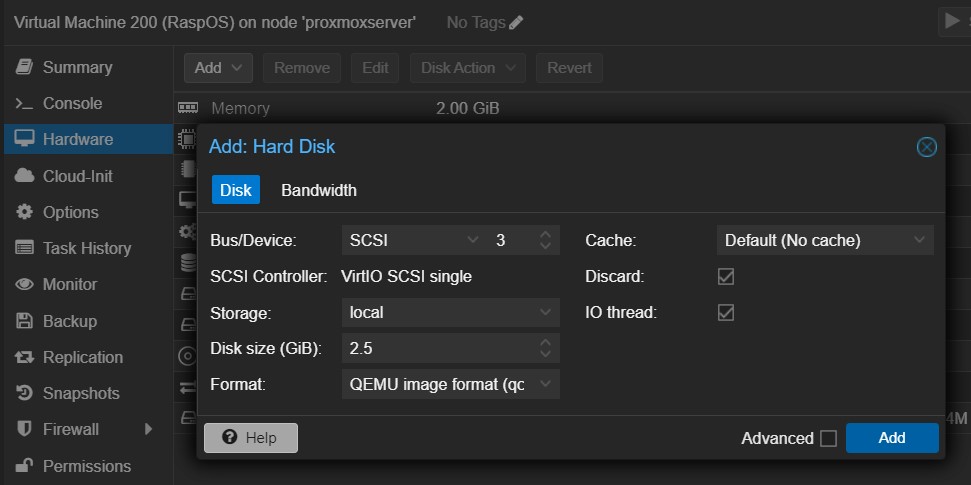 Virtual Machine 200 (RaspOS) on node 'proxmoxserver' No Tags
Summary
Console
Hardware
Cloud-Init
Options
Task History
Monitor
Backup
Replication
Snapshots
Firewall
Permissions
Add Remove Edit Disk Action Revert
Memory 2.00 GiB
Add: Hard Disk
Disk Bandwidth
Bus/Device: SCSI 3
SCSI Controller: VirtIO SCSI single
Storage: local
Disk size (GiB): 2.5
Format: QEMU image format (qc
Cache: Default (No cache)
Discard:
IO thread:
Help
Advanced Add
4M